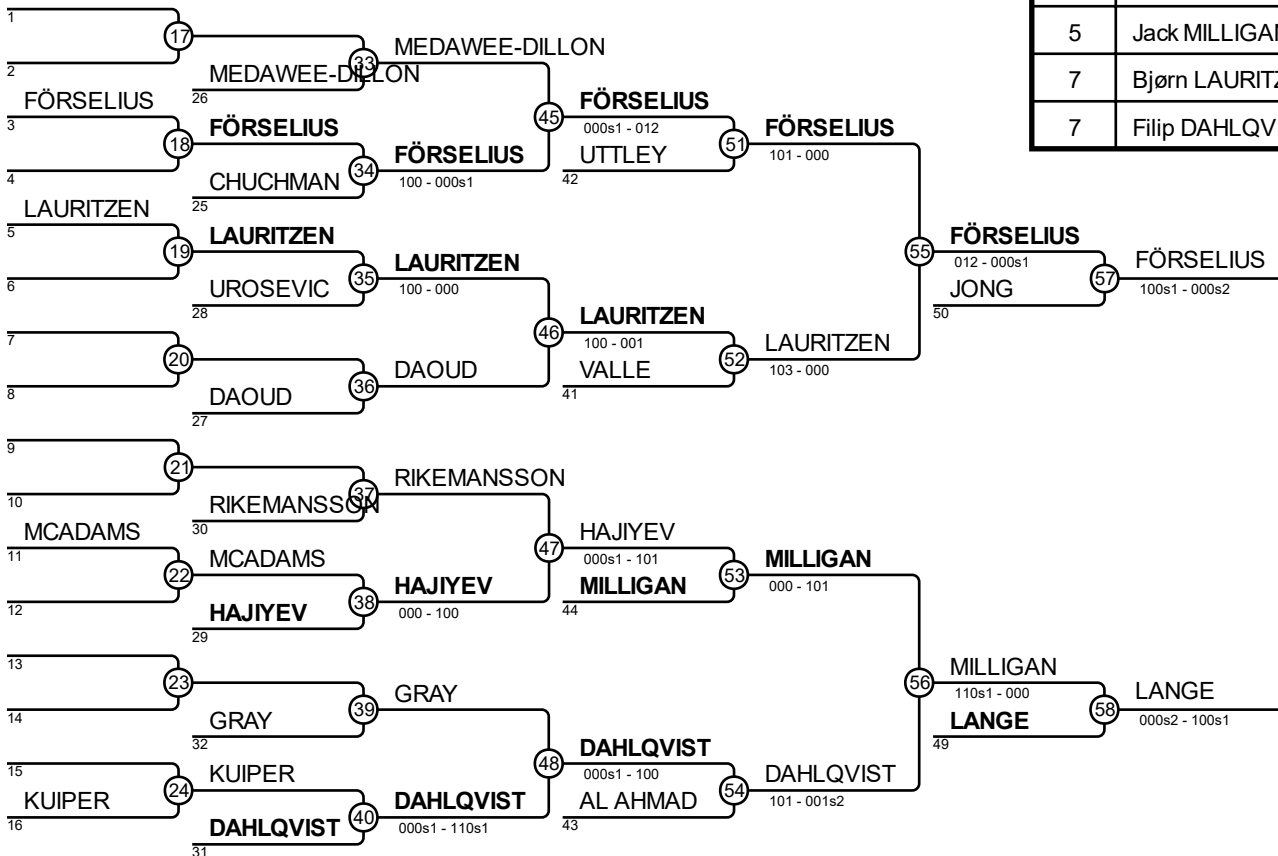 1
17
2
33
MEDAWEE-DILLON
26
MEDAWEE-DILLON
FÖRSELIUS
3
18
4
FÖRSELIUS
34
CHUCHMAN
25
FÖRSELIUS
100 - 000s1
45
FÖRSELIUS
000s1 - 012
UTTLEY
42
51
FÖRSELIUS
101 - 000
LAURITZEN
5
19
6
LAURITZEN
35
UROSEVIC
28
LAURITZEN
100 - 000
7
20
8
36
DAOUD
27
DAOUD
46
LAURITZEN
100 - 001
VALLE
41
52
LAURITZEN
103 - 000
55
FÖRSELIUS
012 - 000s1
JONG
50
57
FÖRSELIUS
100s1 - 000s2
9
21
10
37
RIKEMANSSON
30
RIKEMANSSON
MCADAMS
11
22
12
MCADAMS
38
HAJIYEV
29
HAJIYEV
000 - 100
47
HAJIYEV
000s1 - 101
MILLIGAN
44
53
MILLIGAN
000 - 101
13
23
14
39
GRAY
32
GRAY
15
24
KUIPER
16
KUIPER
40
DAHLQVIST
31
DAHLQVIST
000s1 - 110s1
48
DAHLQVIST
000s1 - 100
AL AHMAD
43
54
DAHLQVIST
101 - 001s2
56
MILLIGAN
110s1 - 000
LANGE
49
58
LANGE
000s2 - 100s1
5 Jack MILLIGAN
7 Bjørn LAURITZ
7 Filip DAHLQV